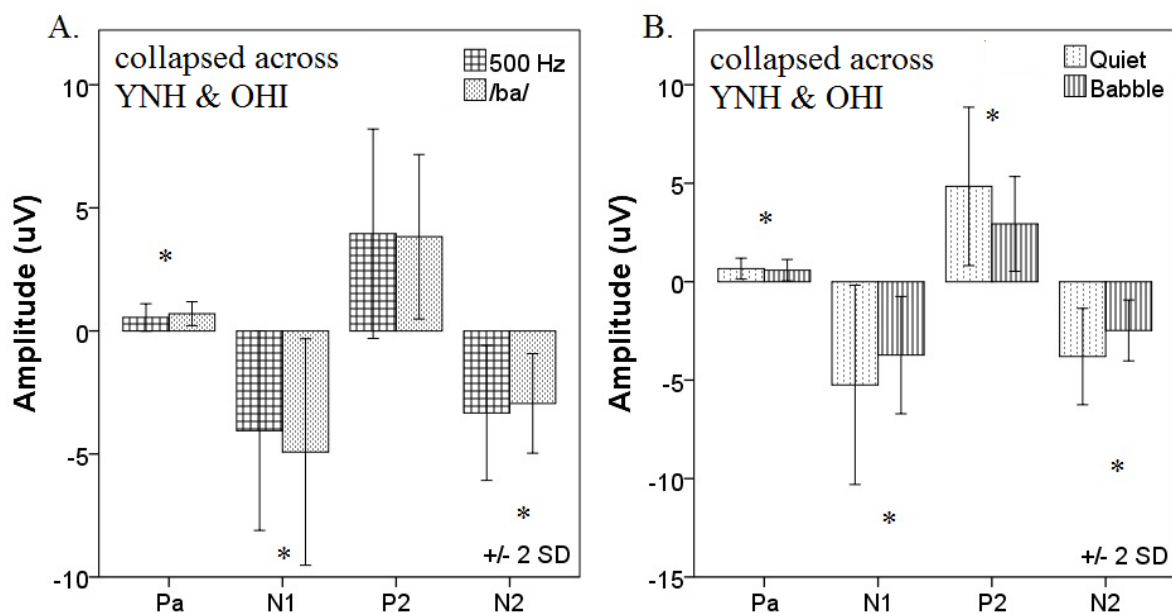 A.
collapsed across
YNH & OHI
500 Hz
/ba/
Amplitude (uV)
10
5
0
-5
-10
*
*
*
+/- 2 SD
Pa N1 P2 N2
B.
collapsed across
YNH & OHI
Quiet
Babble
Amplitude (uV)
10
5
0
-5
-10
-15
*
*
*
*
+/- 2 SD
Pa N1 P2 N2